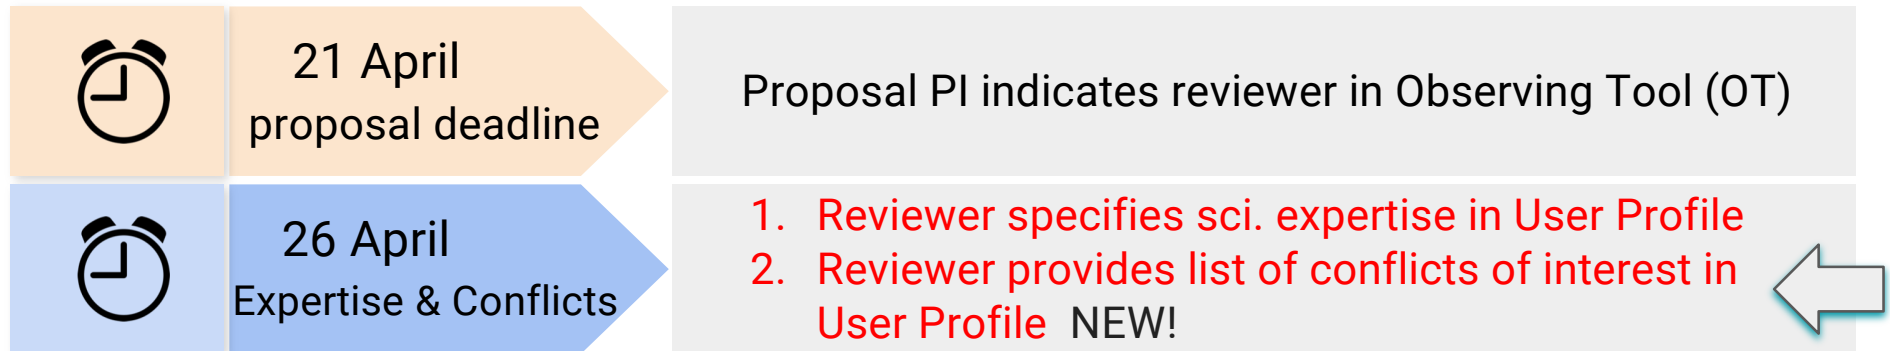 21 April
proposal deadline
Proposal PI indicates reviewer in Observing Tool (OT)
26 April
Expertise & Conflicts
1. Reviewer specifies sci. expertise in User Profile
2. Reviewer provides list of conflicts of interest in
User Profile NEW!